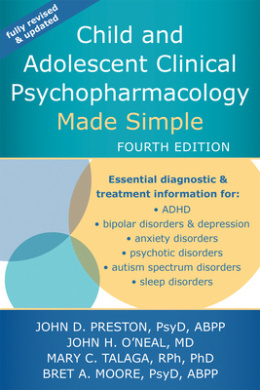 fully revised
& updated
Child and
Adolescent Clinical
Psychopharmacology
Made Simple
FOURTH EDITION
Essential diagnostic &
treatment information for:
• ADHD
• bipolar disorders & depression
• anxiety disorders
• psychotic disorders
• autism spectrum disorders
• sleep disorders
JOHN D. PRESTON, PsyD, ABPP
JOHN H. O'NEAL, MD
MARY C. TALAGA, RPh, PhD
BRET A. MOORE, PsyD, ABPP